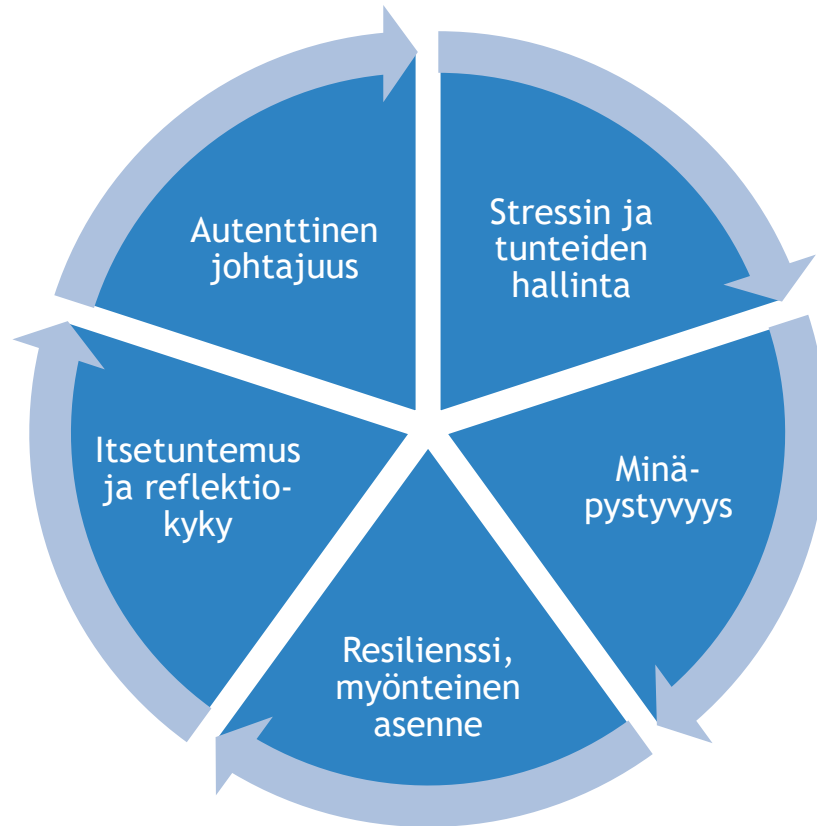 Autenttinen
johtajuus
Stressin ja
tunteiden
hallinta
Minä-
pystyvyys
Resilienssi,
myönteinen
asenne
Itsetuntemus
ja reflektio-
kyky